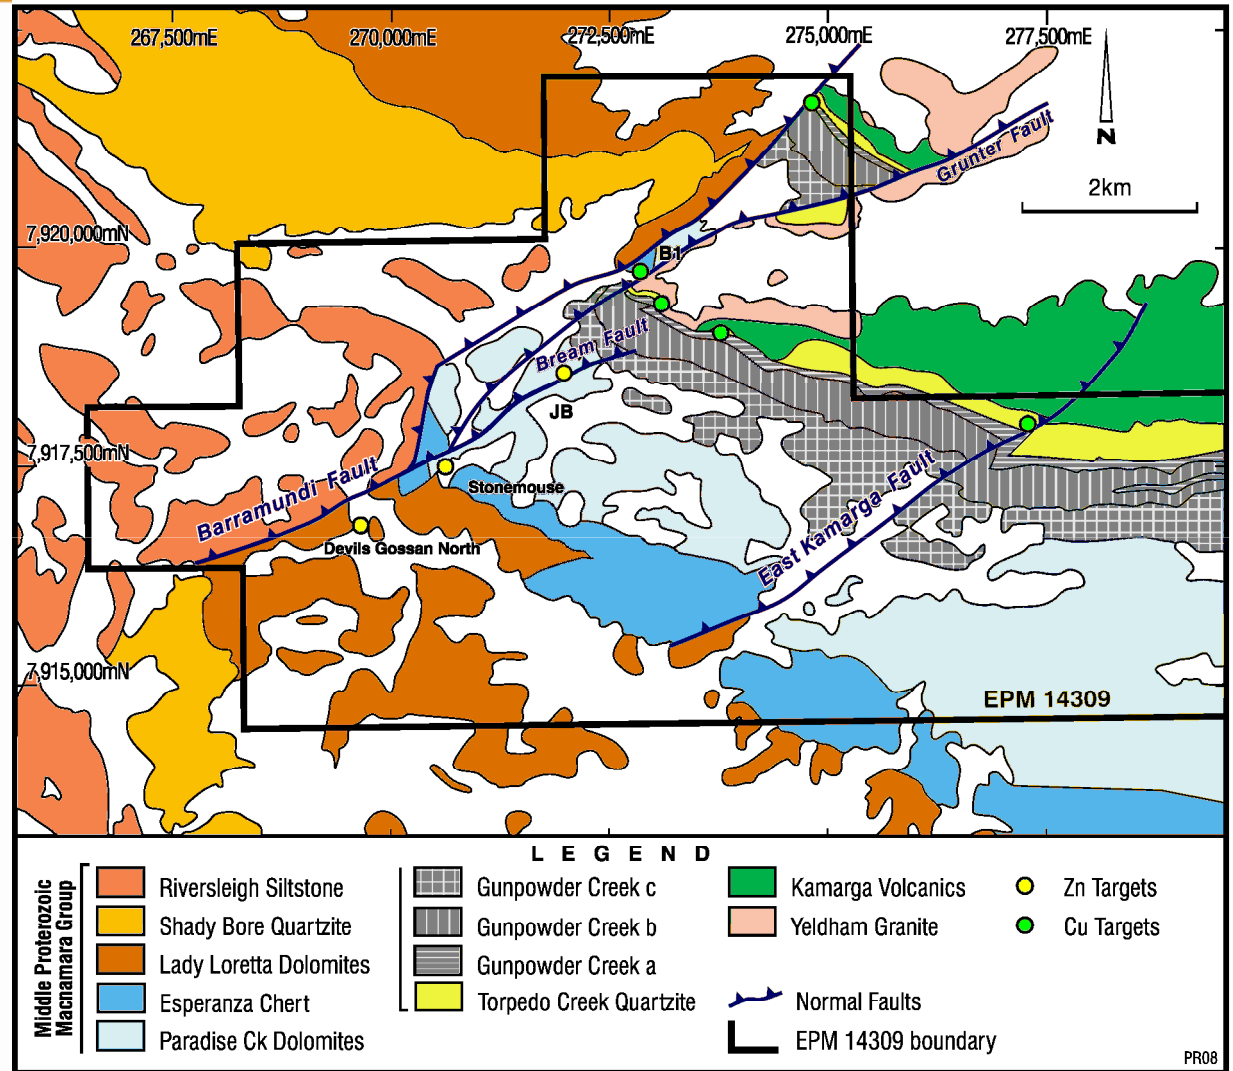 267,500mE 270,000mE 272,500mE 275,000mE 277,500mE
N
Grunter Fault
2km
7,920,000mN
B1
Bream Fault
JB
7,917,500mN
Barramundi Fault
Stonemouse
East Kamarga Fault
Devils Gossan North
7,915,000mN
EPM 14309
LEGEND
Middle Proterozoic
Macnamara Group
Riversleigh Siltstone
Shady Bore Quartzite
Lady Loretta Dolomites
Esperanza Chert
Paradise Ck Dolomites
Gunpowder Creek c
Gunpowder Creek b
Gunpowder Creek a
Torpedo Creek Quartzite
Kamarga Volcanics
Yeldham Granite
Normal Faults
EPM 14309 boundary
Zn Targets
Cu Targets
PR08